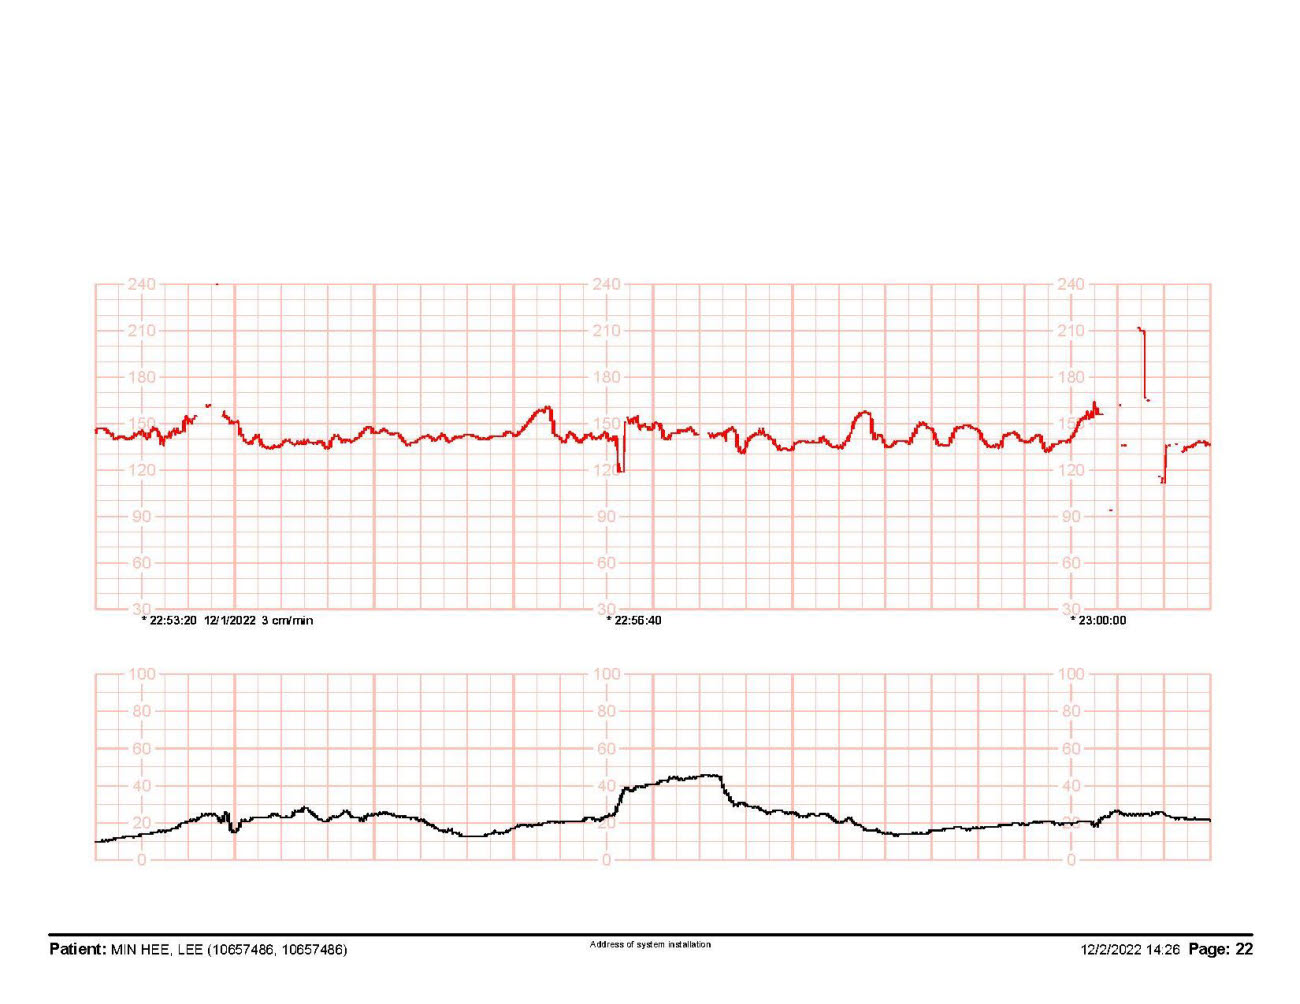 240 240 240
210 210 210
180 180 180
150 150 150
120 120 120
90 90 90
60 60 60
30 30 30
* 22:53:20 12/1/2022 3 cm/min * 22:56:40 * 23:00:00
100 100 100
80 80 80
60 60 60
40 40 40
20 20 20
0 0 0
Patient: MIN HEE, LEE (10657486, 10657486) Address of system installation 12/2/2022 14:26 Page: 22